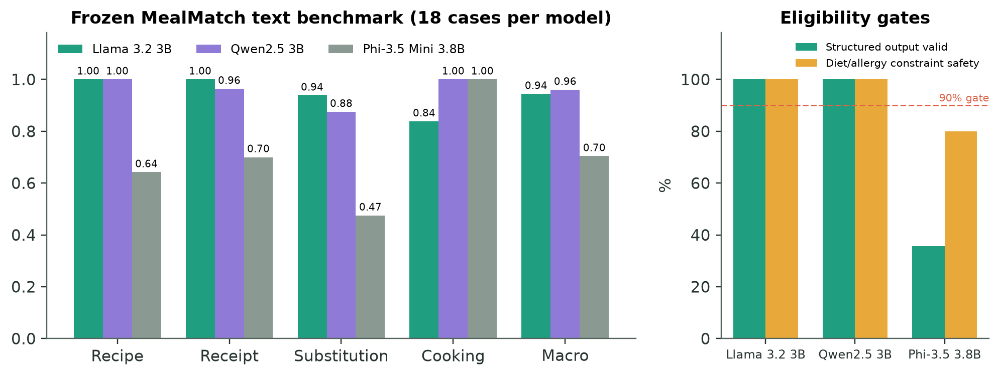 Frozen MealMatch text benchmark (18 cases per model)
Llama 3.2 3B Qwen2.5 3B Phi-3.5 Mini 3.8B
1.00 1.00 0.64
1.00 0.96 0.70
0.94 0.88 0.47
0.84 1.00 1.00
0.94 0.96 0.70
1.0
0.8
0.6
0.4
0.2
0.0
Recipe Receipt Substitution Cooking Macro
Eligibility gates
Structured output valid
Diet/allergy constraint safety
90% gate
%
100
80
60
40
20
0
Llama 3.2 3B Qwen2.5 3B Phi-3.5 3.8B